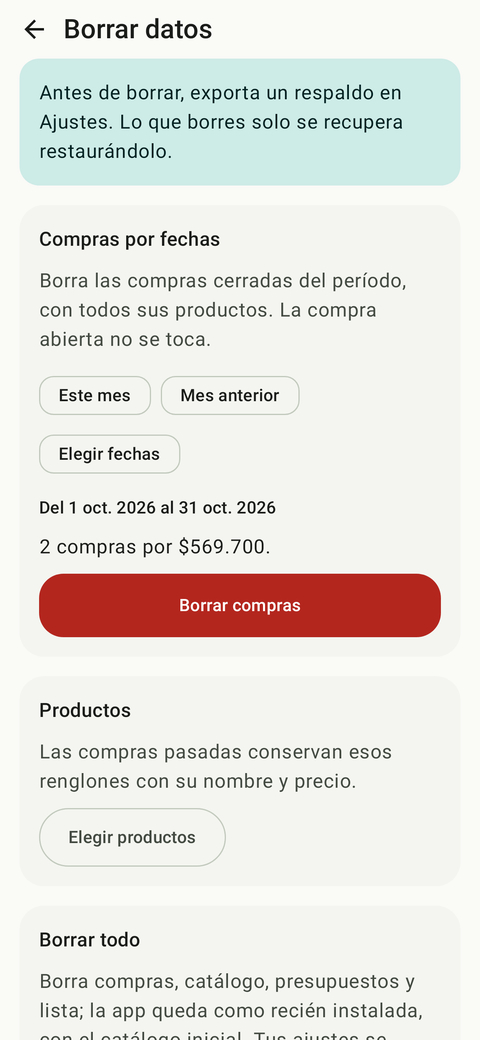 Borrar datos
Antes de borrar, exporta un respaldo en
Ajustes. Lo que borres solo se recupera
restaurándolo.
Compras por fechas
Borra las compras cerradas del período,
con todos sus productos. La compra
abierta no se toca.
Este mes
Mes anterior
Elegir fechas
Del 1 oct. 2026 al 31 oct. 2026
2 compras por $569.700.
Borrar compras
Productos
Las compras pasadas conservan esos
renglones con su nombre y precio.
Elegir productos
Borrar todo
Borra compras, catálogo, presupuestos y
lista; la app queda como recién instalada,
con el catálogo inicial. Tus ajustes se